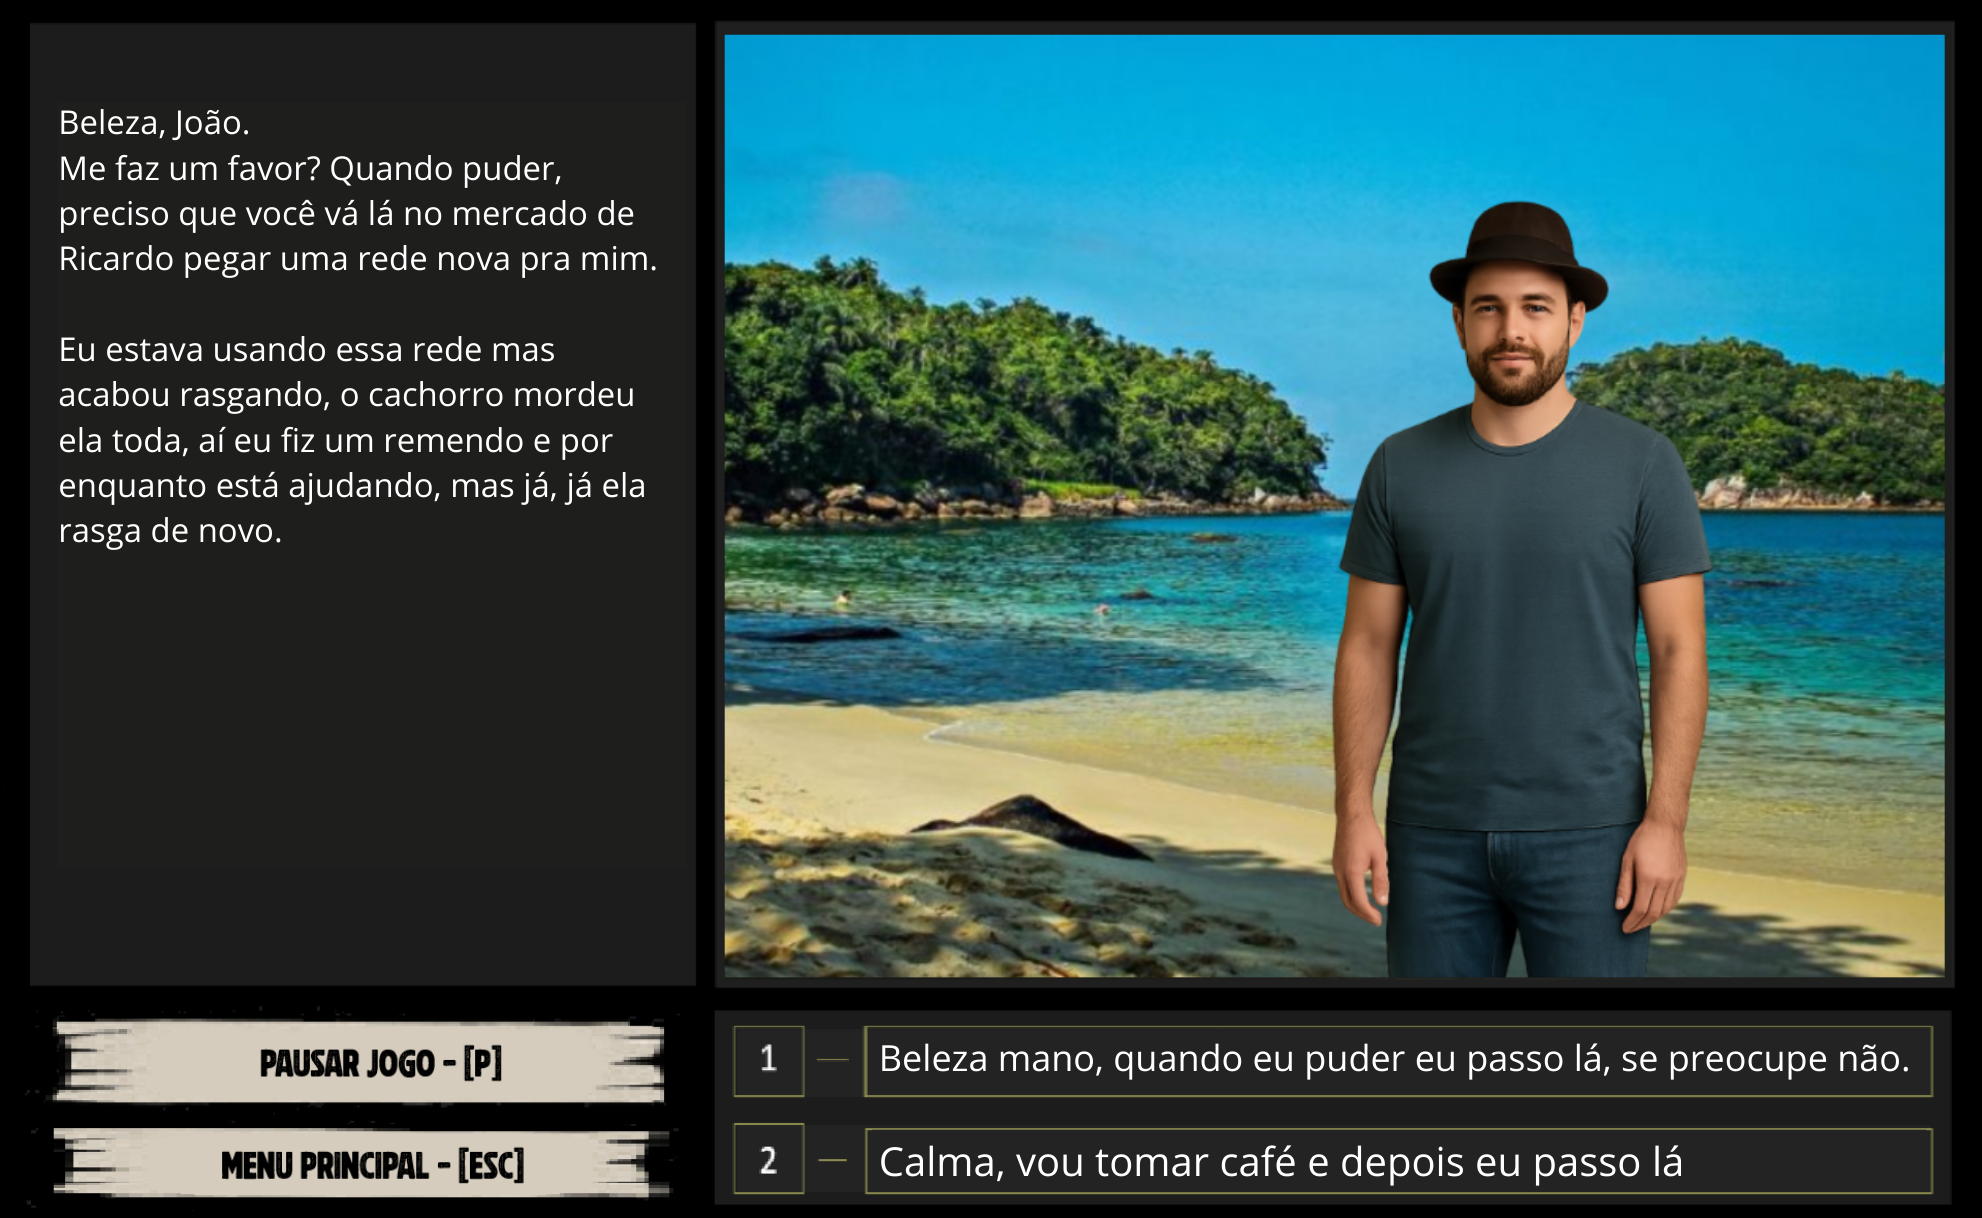 Beleza, João.
Me faz um favor? Quando puder,
preciso que você vá lá no mercado de
Ricardo pegar uma rede nova pra mim.
Eu estava usando essa rede mas
acabou rasgando, o cachorro mordeu
ela toda, aí eu fiz um remendo e por
enquanto está ajudando, mas já, já ela
rasga de novo.
PAUSAR JOGO - [P]
MENU PRINCIPAL - [ESC]
1 — Beleza mano, quando eu puder eu passo lá, se preocupe não.
2 — Calma, vou tomar café e depois eu passo lá